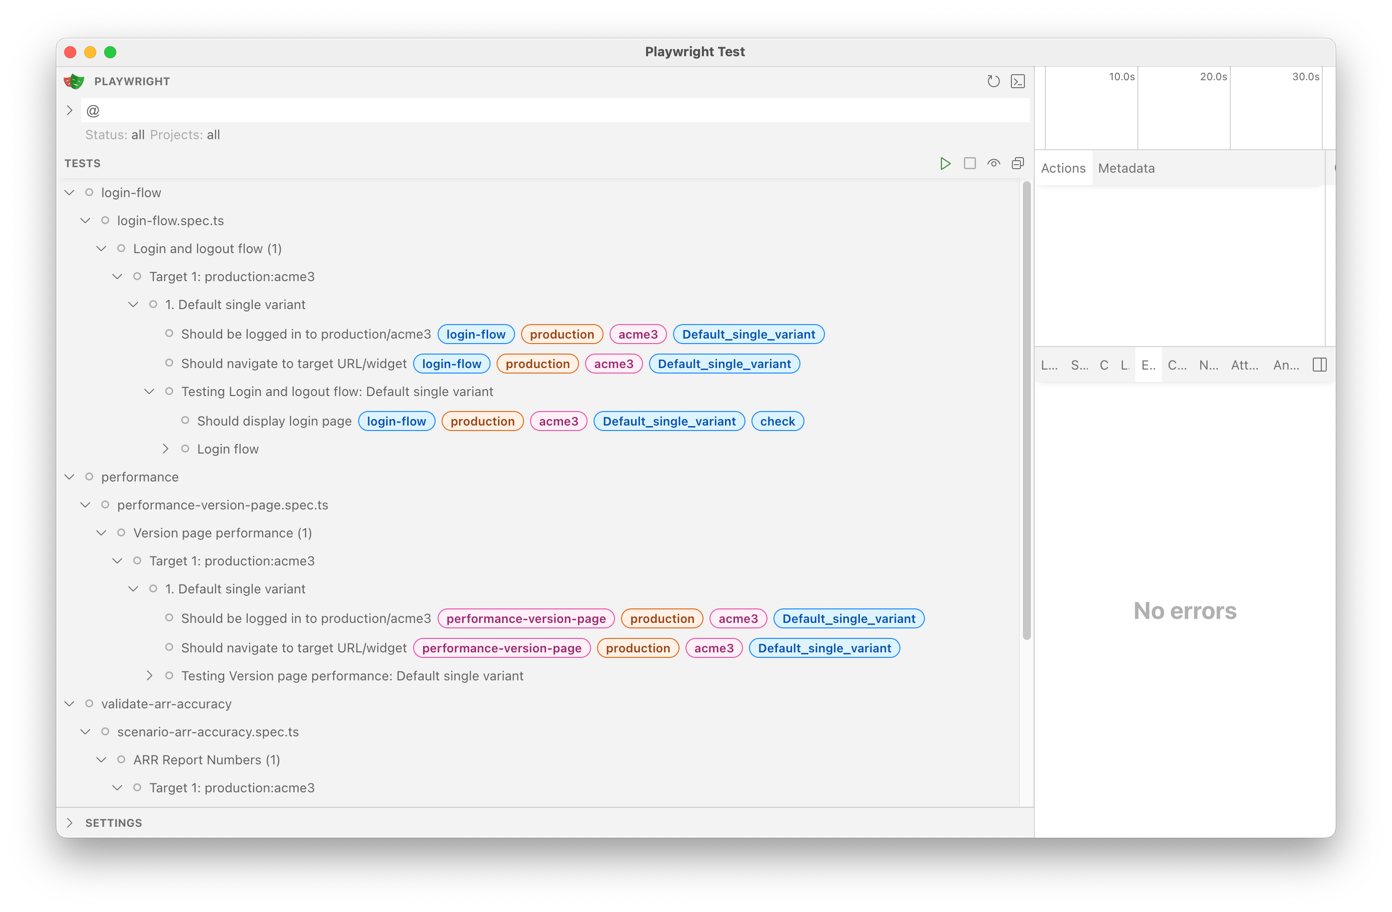 Playwright Test
PLAYWRIGHT
@
Status: all Projects: all
TESTS
login-flow
login-flow.spec.ts
Login and logout flow (1)
Target 1: production:acme3
1. Default single variant
Should be logged in to production/acme3 login-flow production acme3 Default_single_variant
Should navigate to target URL/widget login-flow production acme3 Default_single_variant
Testing Login and logout flow: Default single variant
Should display login page login-flow production acme3 Default_single_variant check
Login flow
performance
performance-version-page.spec.ts
Version page performance (1)
Target 1: production:acme3
1. Default single variant
Should be logged in to production/acme3 performance-version-page production acme3 Default_single_variant
Should navigate to target URL/widget performance-version-page production acme3 Default_single_variant
Testing Version page performance: Default single variant
validate-arr-accuracy
scenario-arr-accuracy.spec.ts
ARR Report Numbers (1)
Target 1: production:acme3
SETTINGS
10.0s 20.0s 30.0s
Actions Metadata
L... S... C L. E.. C... N... Att... An...
No errors